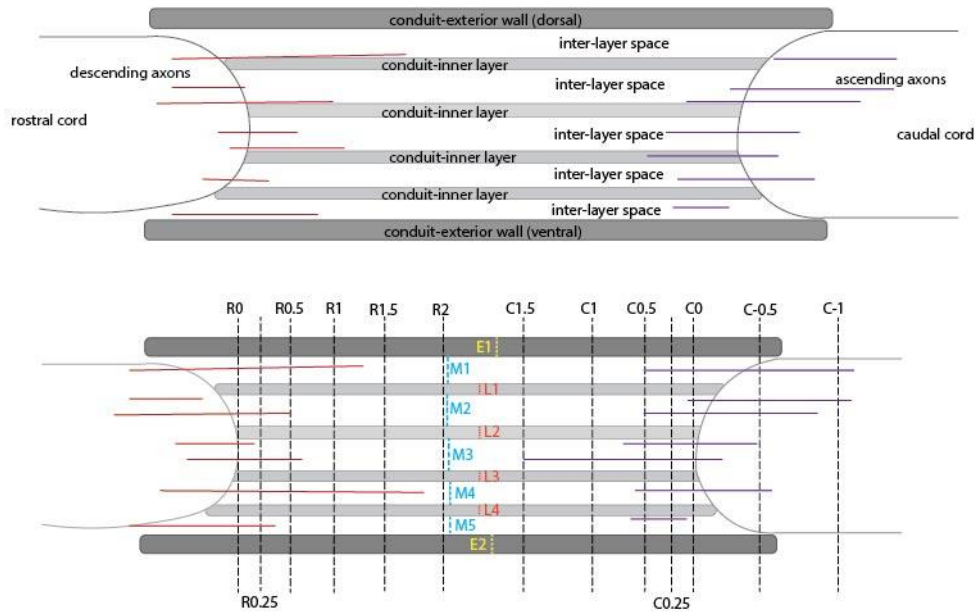 conduit-exterior wall (dorsal)
inter-layer space
descending axons
conduit-inner layer
ascending axons
inter-layer space
rostral cord
conduit-inner layer
caudal cord
inter-layer space
conduit-inner layer
inter-layer space
conduit-inner layer
inter-layer space
conduit-exterior wall (ventral)
R0 R0.5 R1 R1.5 R2 C1.5 C1 C0.5 C0 C-0.5 C-1
E1
M1
L1
M2
L2
M3
L3
M4
L4
M5
E2
R0.25 C0.25